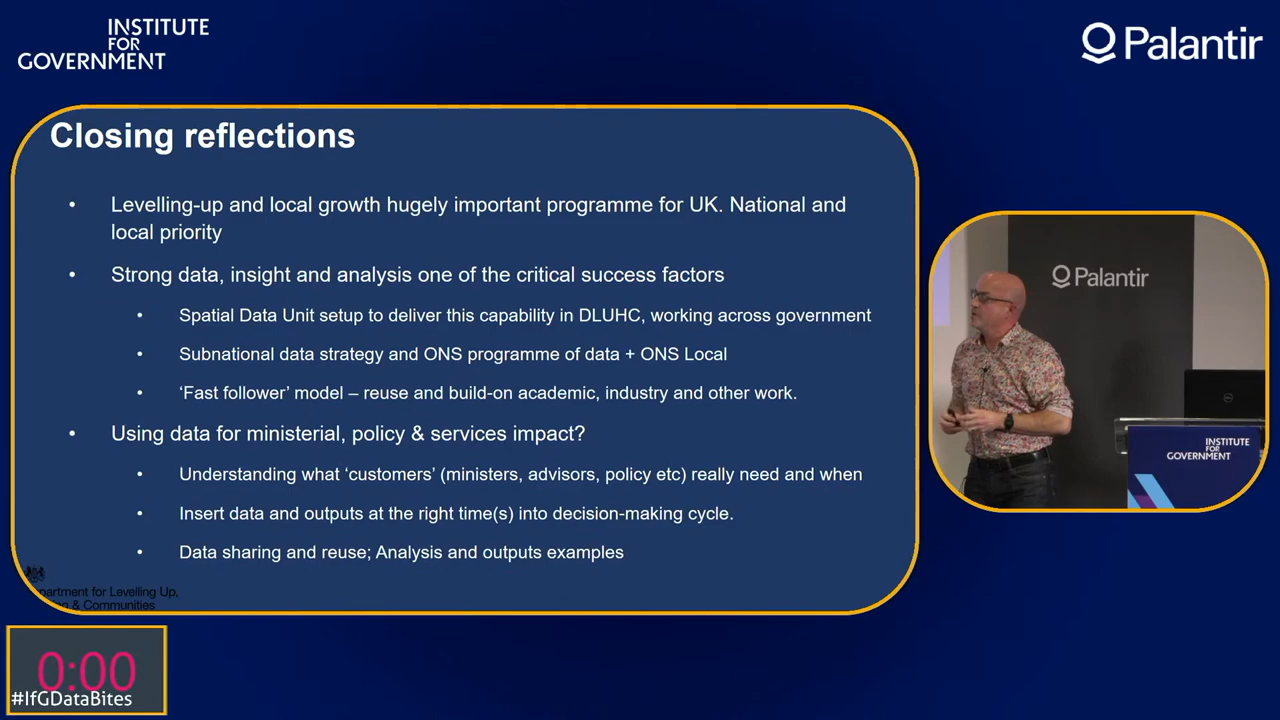 INSTITUTE
FOR
GOVERNMENT
Palantir
Closing reflections
• Levelling-up and local growth hugely important programme for UK. National and
local priority
• Strong data, insight and analysis one of the critical success factors
• Spatial Data Unit setup to deliver this capability in DLUHC, working across government
• Subnational data strategy and ONS programme of data + ONS Local
• ‘Fast follower’ model – reuse and build-on academic, industry and other work.
• Using data for ministerial, policy & services impact?
• Understanding what ‘customers’ (ministers, advisors, policy etc) really need and when
• Insert data and outputs at the right time(s) into decision-making cycle.
• Data sharing and reuse; Analysis and outputs examples
partment for Levelling Up,
& Communities
Palantir
INSTITUTE
FOR
GOVERNMENT
0:00
#IfGDataBites